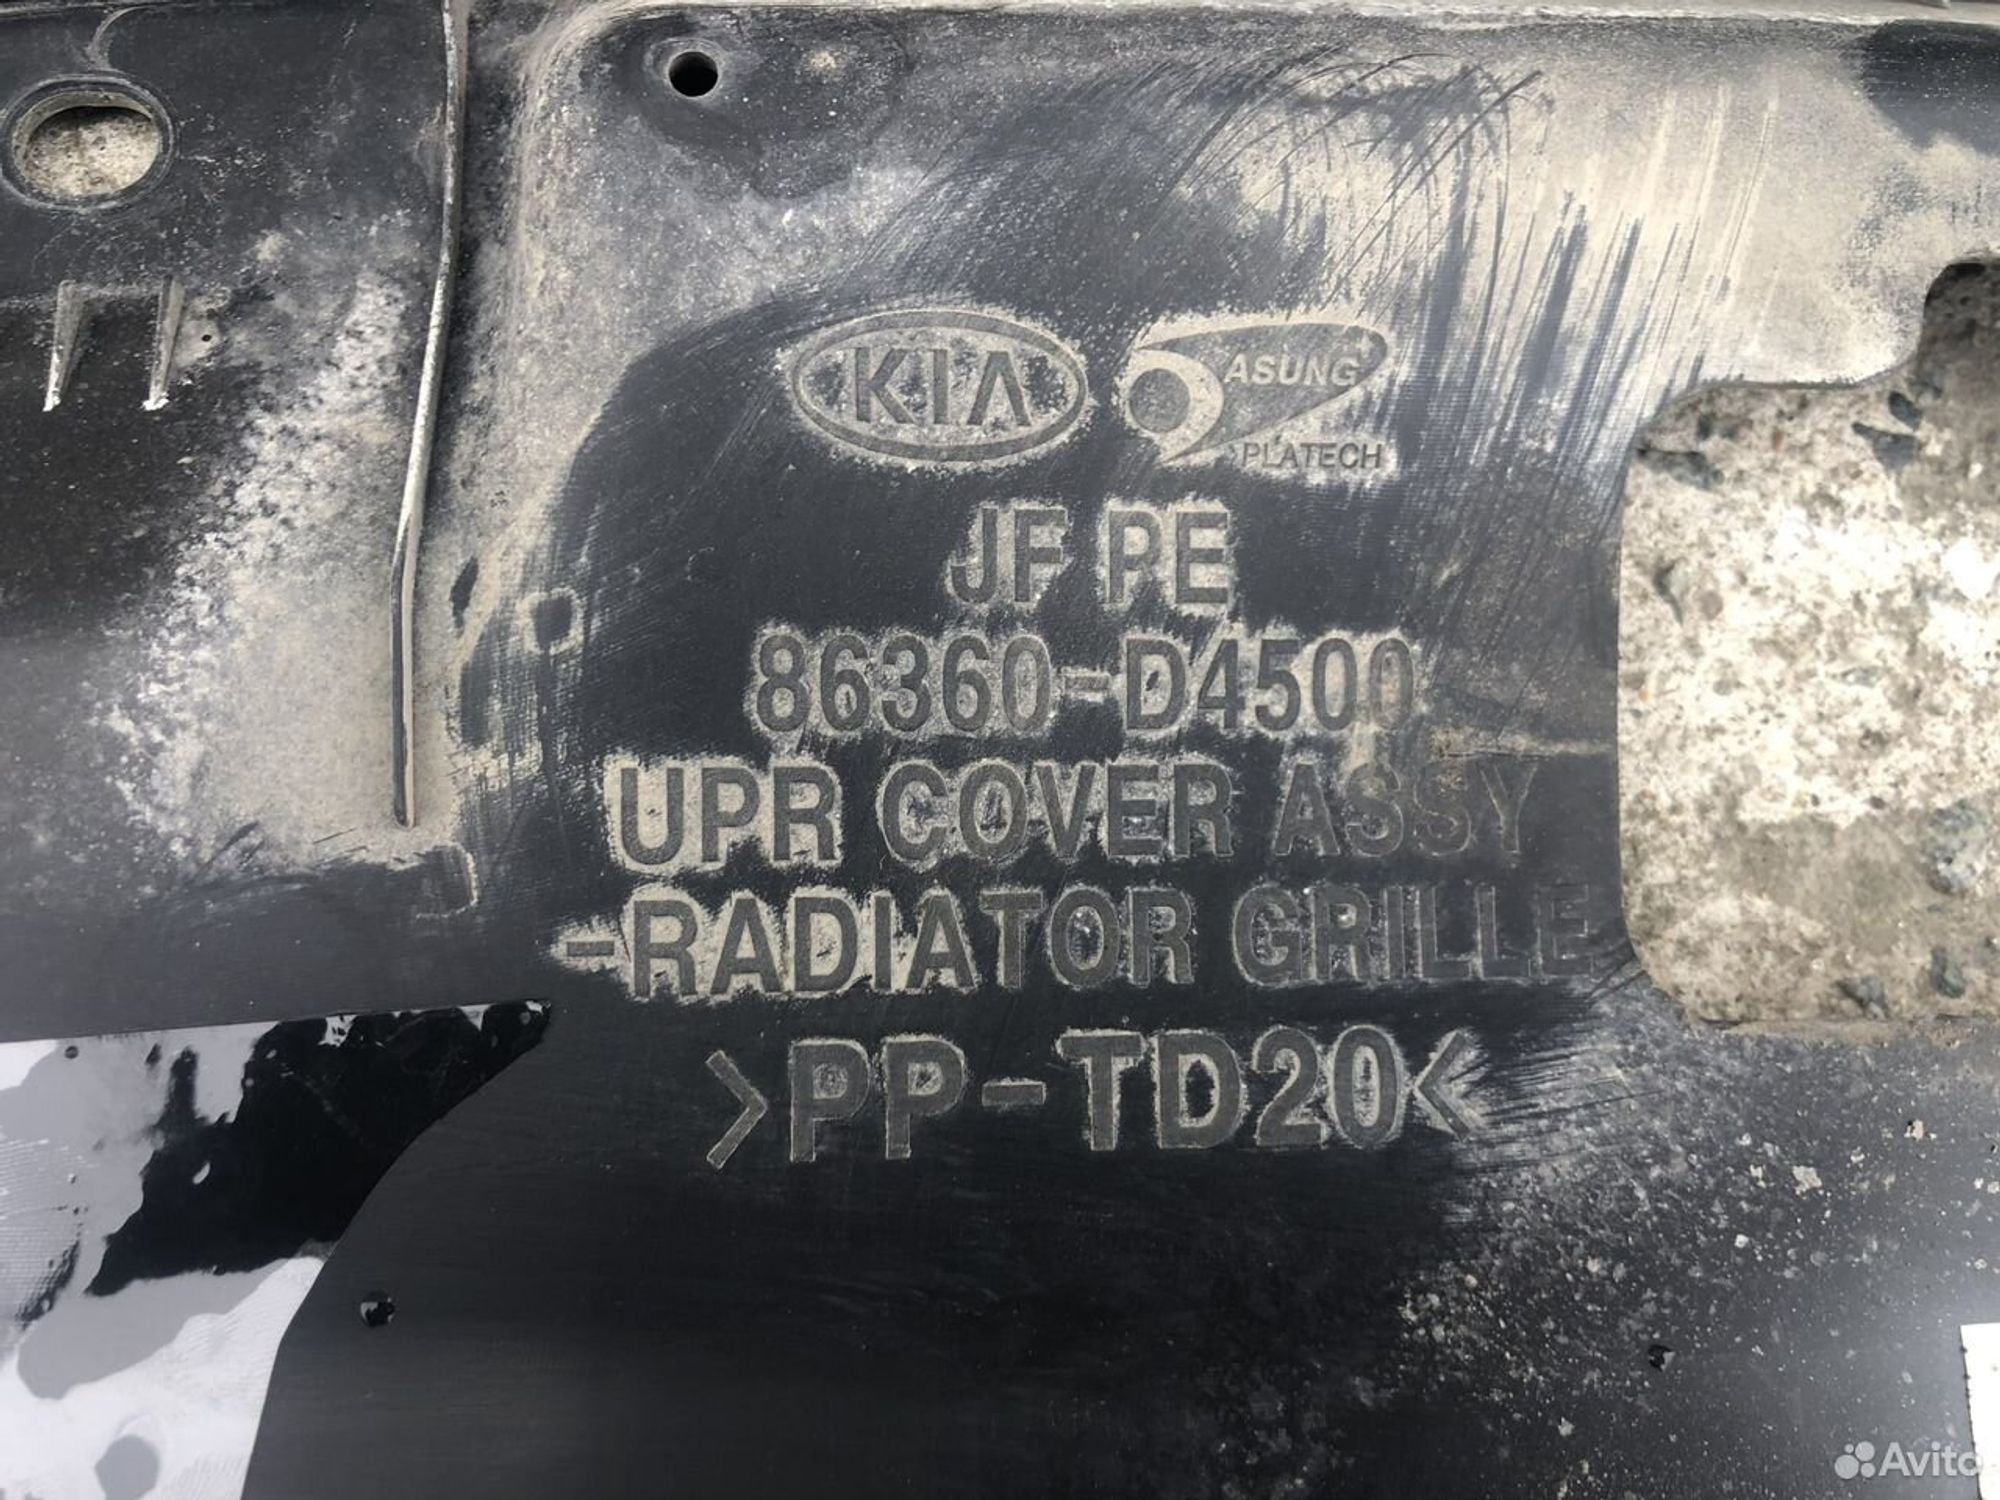 KIA
ASUNG
PLATECH
JF PE
86360-D4500
UPR COVER ASSY
-RADIATOR GRILLE
>PP-TD20<
Avito